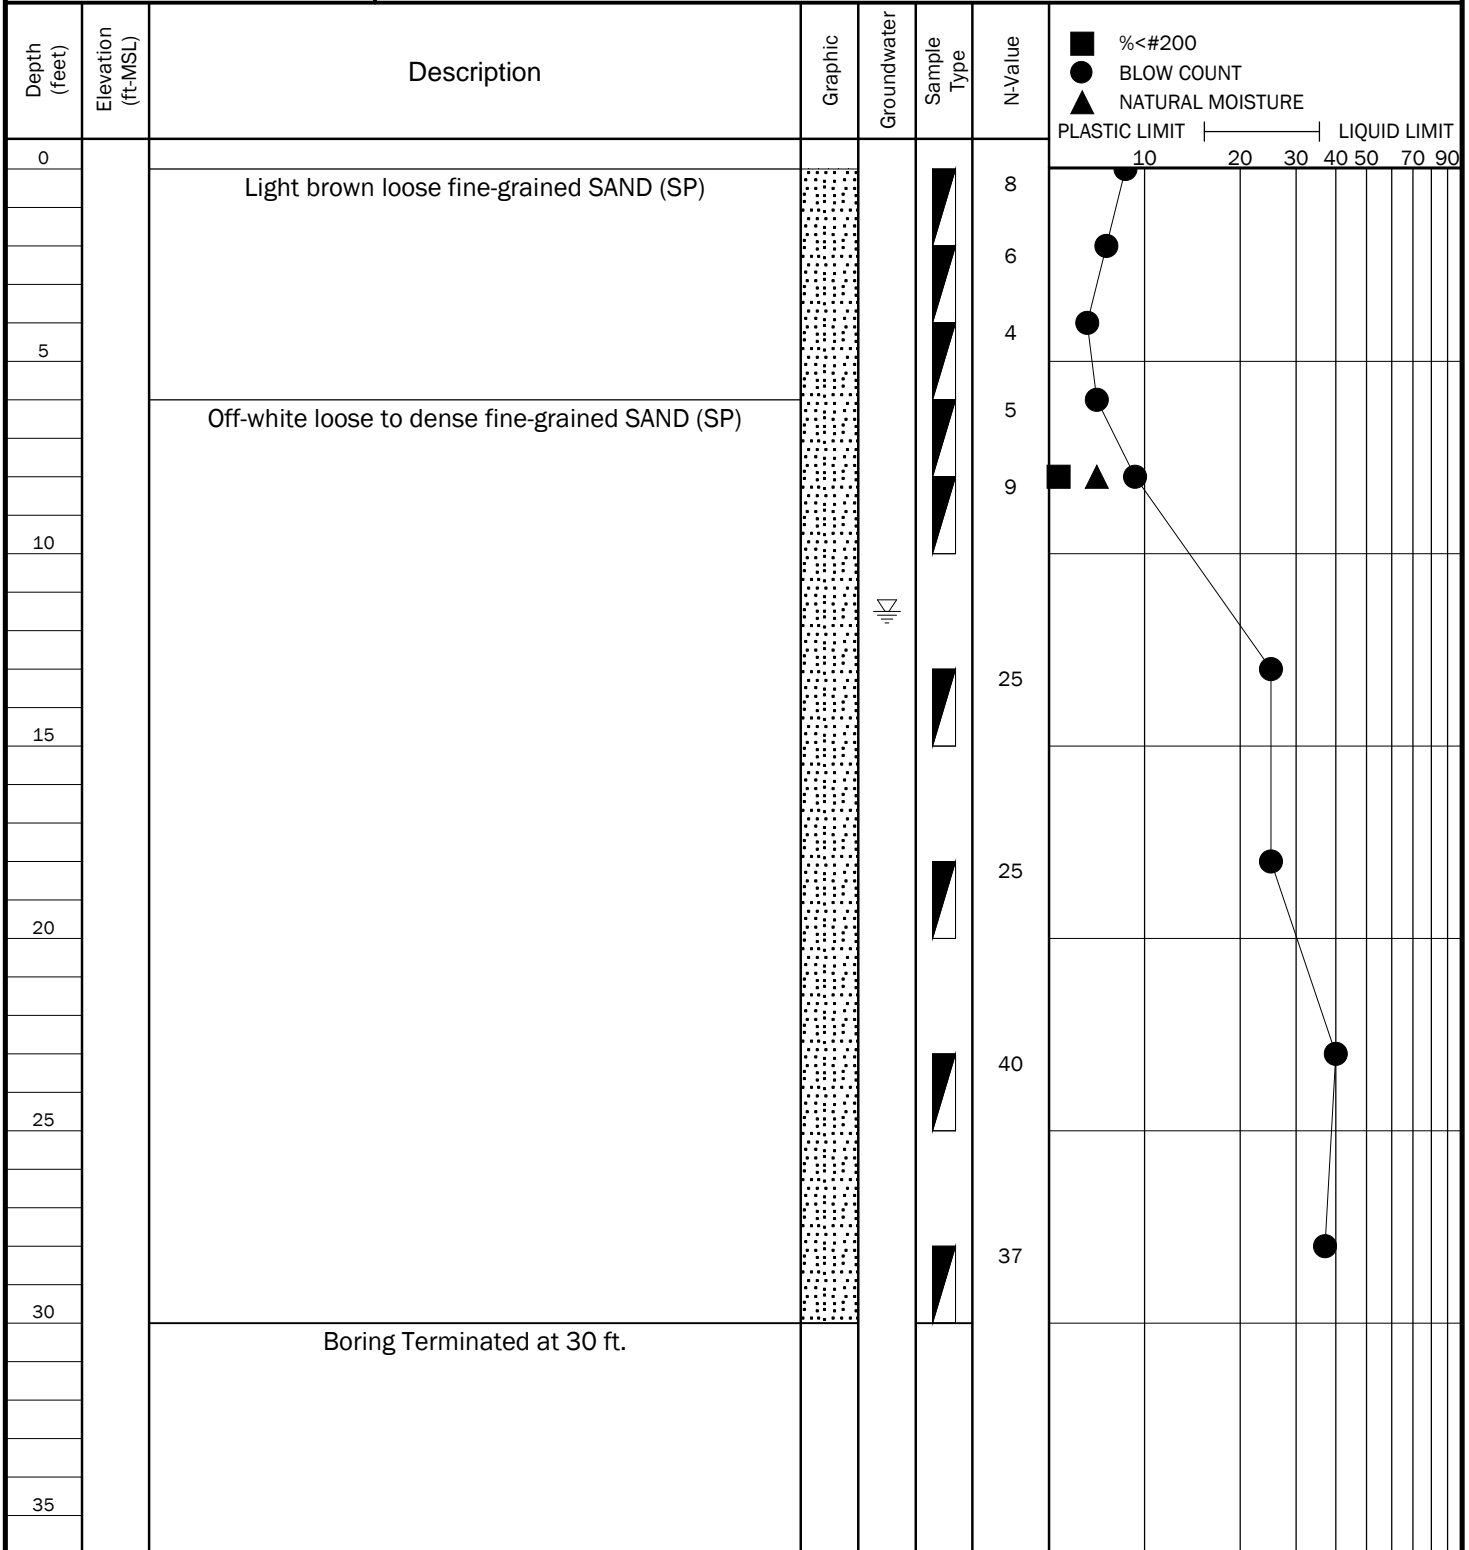 Depth
(feet)
Elevation
(ft-MSL)
Description
Graphic
Groundwater
Sample
Type
N-Value
%<#200
BLOW COUNT
NATURAL MOISTURE
PLASTIC LIMIT LIQUID LIMIT
10 20 30 40 50 70 90
0
Light brown loose fine-grained SAND (SP)
8
6
4
5
5
Off-white loose to dense fine-grained SAND (SP)
9
10
25
15
25
20
40
25
37
30
Boring Terminated at 30 ft.
35